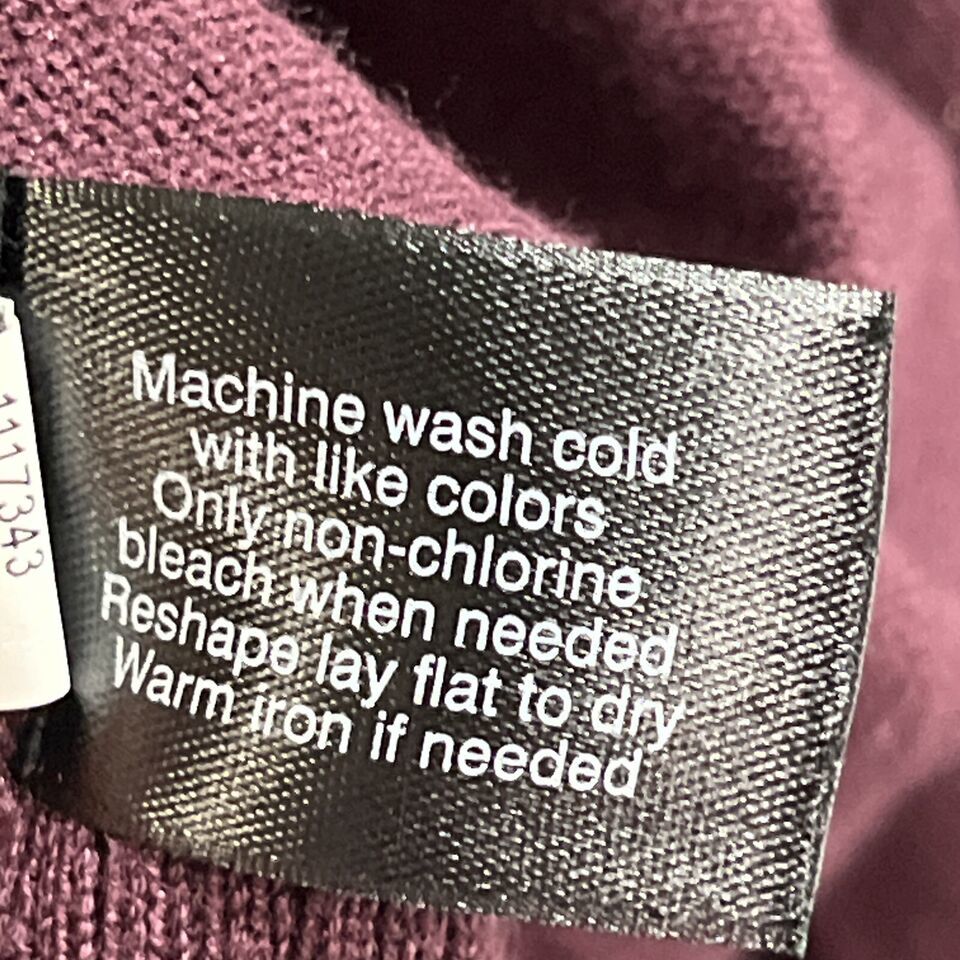 Machine wash cold
with like colors
Only non-chlorine
bleach when needed
Reshape lay flat to dry
Warm iron if needed
1117343